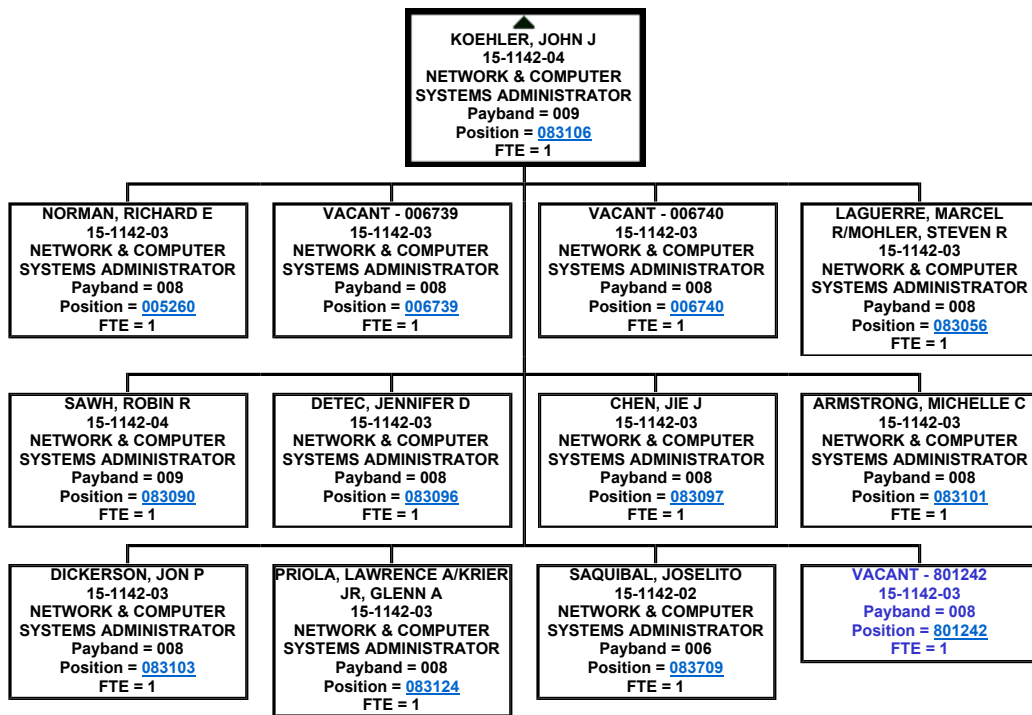 KOEHLER, JOHN J
15-1142-04
NETWORK & COMPUTER
SYSTEMS ADMINISTRATOR
Payband = 009
Position = 083106
FTE = 1
NORMAN, RICHARD E
15-1142-03
NETWORK & COMPUTER
SYSTEMS ADMINISTRATOR
Payband = 008
Position = 005260
FTE = 1
VACANT - 006739
15-1142-03
NETWORK & COMPUTER
SYSTEMS ADMINISTRATOR
Payband = 008
Position = 006739
FTE = 1
VACANT - 006740
15-1142-03
NETWORK & COMPUTER
SYSTEMS ADMINISTRATOR
Payband = 008
Position = 006740
FTE = 1
LAGUERRE, MARCEL
R/MOHLER, STEVEN R
15-1142-03
NETWORK & COMPUTER
SYSTEMS ADMINISTRATOR
Payband = 008
Position = 083056
FTE = 1
SAWH, ROBIN R
15-1142-04
NETWORK & COMPUTER
SYSTEMS ADMINISTRATOR
Payband = 009
Position = 083090
FTE = 1
DETEC, JENNIFER D
15-1142-03
NETWORK & COMPUTER
SYSTEMS ADMINISTRATOR
Payband = 008
Position = 083096
FTE = 1
CHEN, JIE J
15-1142-03
NETWORK & COMPUTER
SYSTEMS ADMINISTRATOR
Payband = 008
Position = 083097
FTE = 1
ARMSTRONG, MICHELLE C
15-1142-03
NETWORK & COMPUTER
SYSTEMS ADMINISTRATOR
Payband = 008
Position = 083101
FTE = 1
DICKERSON, JON P
15-1142-03
NETWORK & COMPUTER
SYSTEMS ADMINISTRATOR
Payband = 008
Position = 083103
FTE = 1
PRIOLA, LAWRENCE A/KRIER
JR, GLENN A
15-1142-03
NETWORK & COMPUTER
SYSTEMS ADMINISTRATOR
Payband = 008
Position = 083124
FTE = 1
SAQUIBAL, JOSELITO
15-1142-02
NETWORK & COMPUTER
SYSTEMS ADMINISTRATOR
Payband = 006
Position = 083709
FTE = 1
VACANT - 801242
15-1142-03
Payband = 008
Position = 801242
FTE = 1